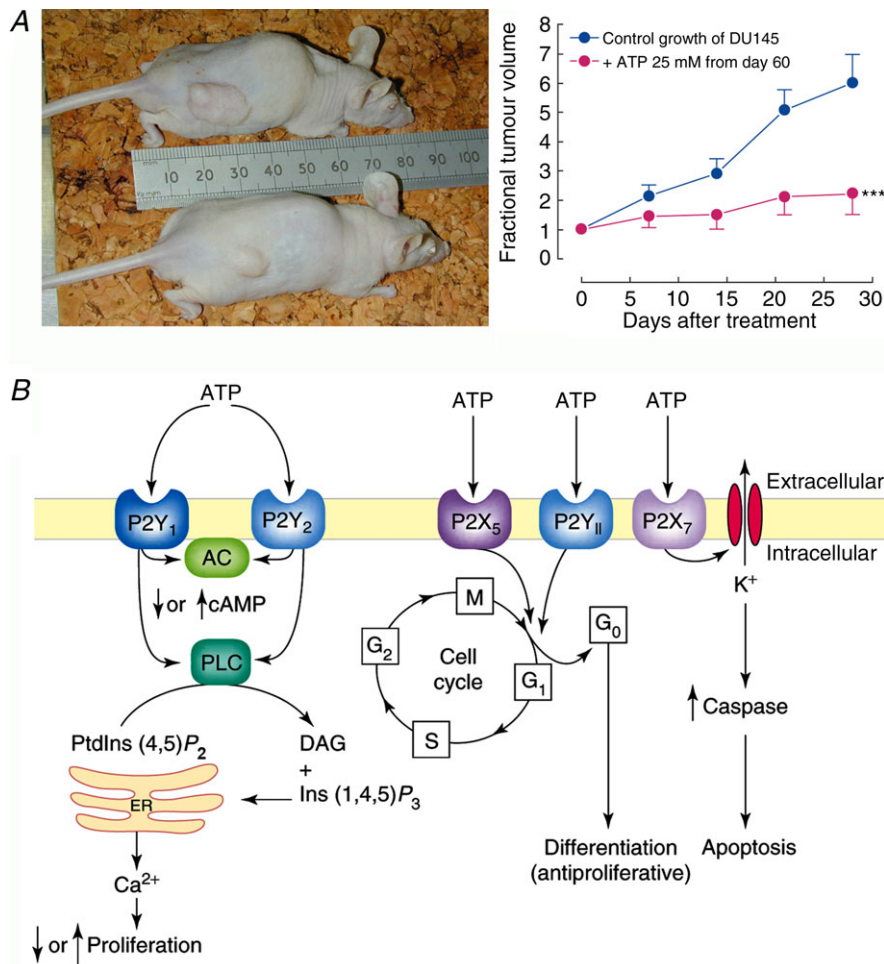 A
mm
10 20 30 40 50 60 70 80 90 100
Fractional tumour volume
8
7
6
5
4
3
2
1
0
Control growth of DU145
+ ATP 25 mM from day 60
***
0 5 10 15 20 25 30
Days after treatment
B
ATP
ATP ATP ATP
P2Y₁ P2Y₂ P2X₅ P2Y_II P2X₇
Extracellular
Intracellular
AC
↓ or ↑cAMP
K⁺
PLC
M
G₂
Cell
cycle
G₁
G₀
S
↑ Caspase
PtdIns (4,5)P₂
DAG
+
Ins (1,4,5)P₃
ER
Ca²⁺
↓ or ↑ Proliferation
Differentiation
(antiproliferative)
Apoptosis